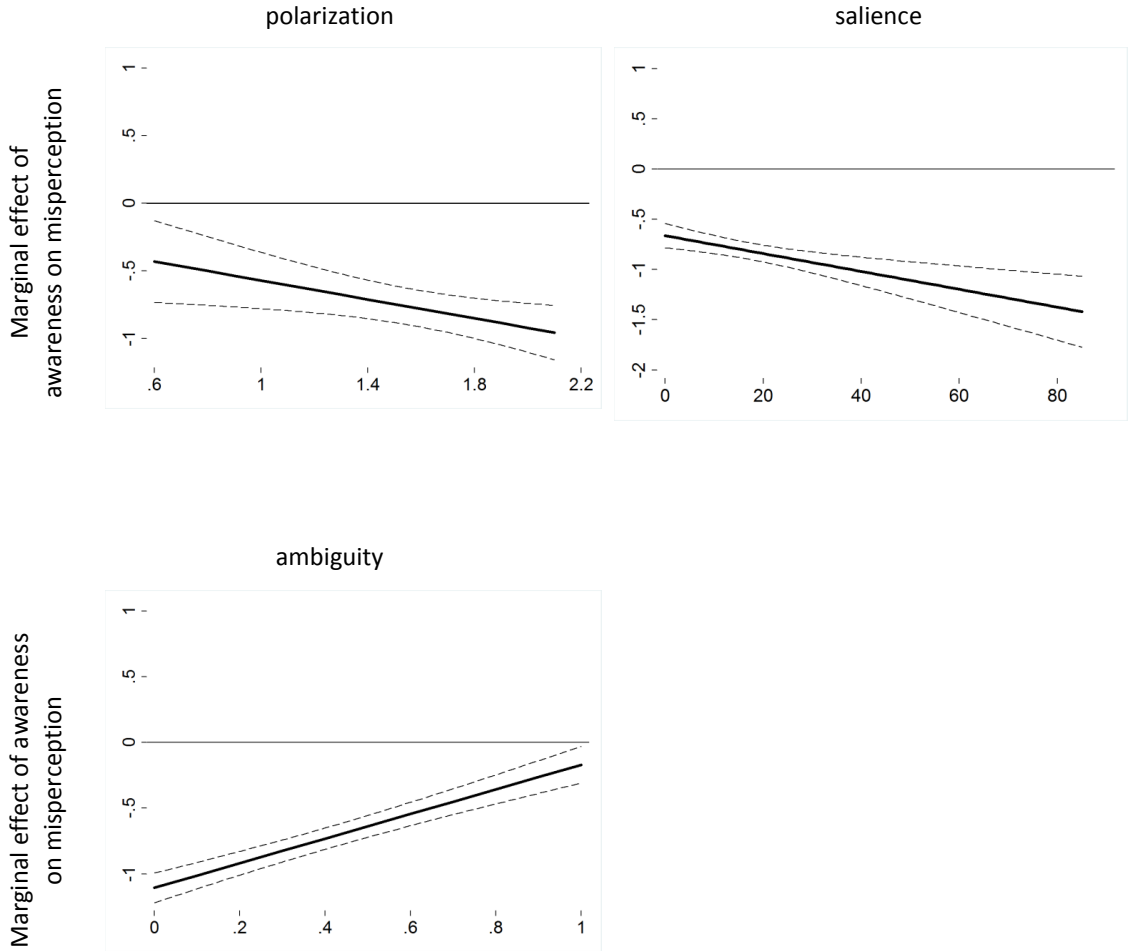 polarization
salience
Marginal effect of
awareness on misperception
1
.5
0
-.5
-1
.6 1 1.4 1.8 2.2
1
.5
0
-.5
-1
-1.5
-2
0 20 40 60 80
ambiguity
Marginal effect of awareness
on misperception
1
.5
0
-.5
-1
0 .2 .4 .6 .8 1